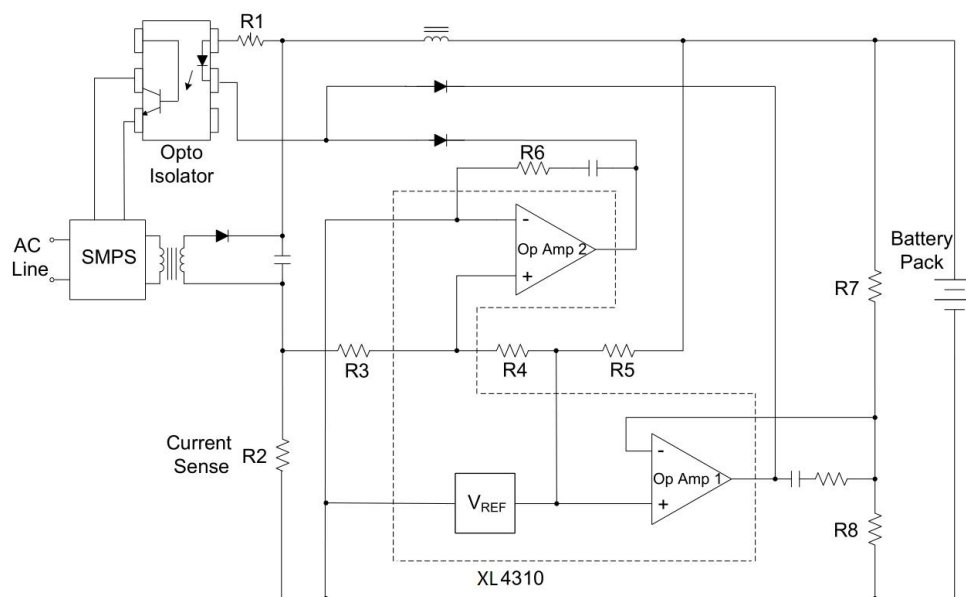 R1
Opto
Isolator
R6
AC
Line
SMPS
-
Op Amp 2
+
Battery
Pack
R7
R3
R4
R5
Current
Sense
R2
-
Op Amp 1
+
VREF
R8
XL4310